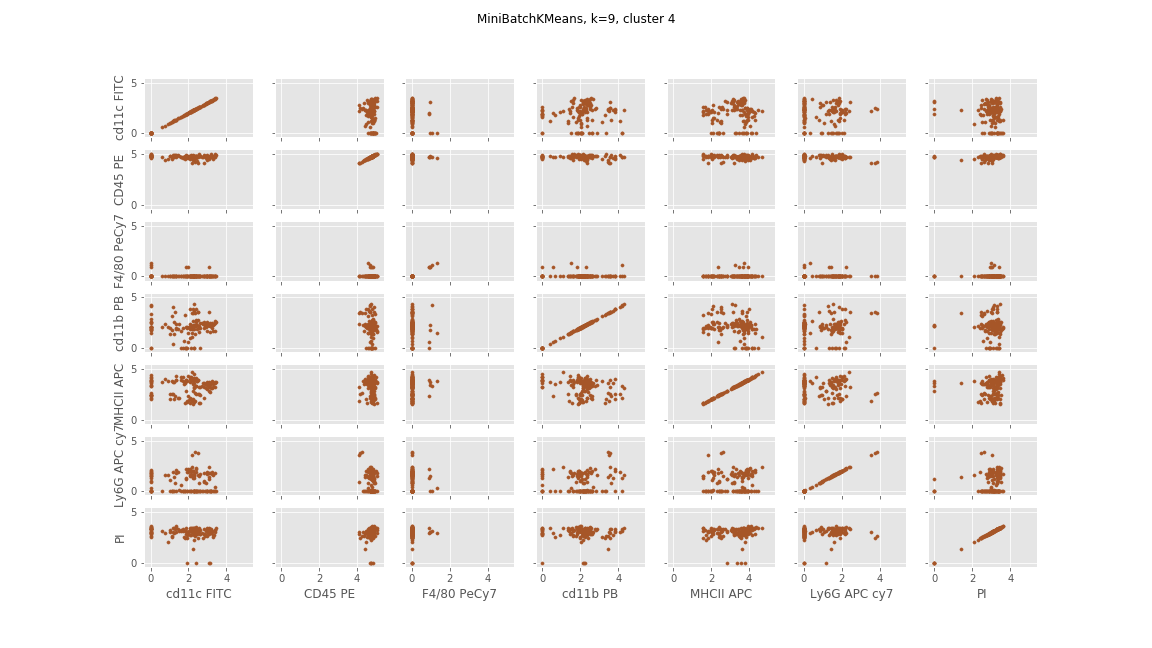 MiniBatchKMeans, k=9, cluster 4
cd11c FITC
5
0
CD45 PE
5
0
F4/80 PeCy7
5
0
cd11b PB
5
0
MHCII APC
5
0
Ly6G APC cy7
5
0
PI
5
0
0 2 4 0 2 4 0 2 4 0 2 4 0 2 4 0 2 4 0 2 4
cd11c FITC CD45 PE F4/80 PeCy7 cd11b PB MHCII APC Ly6G APC cy7 PI